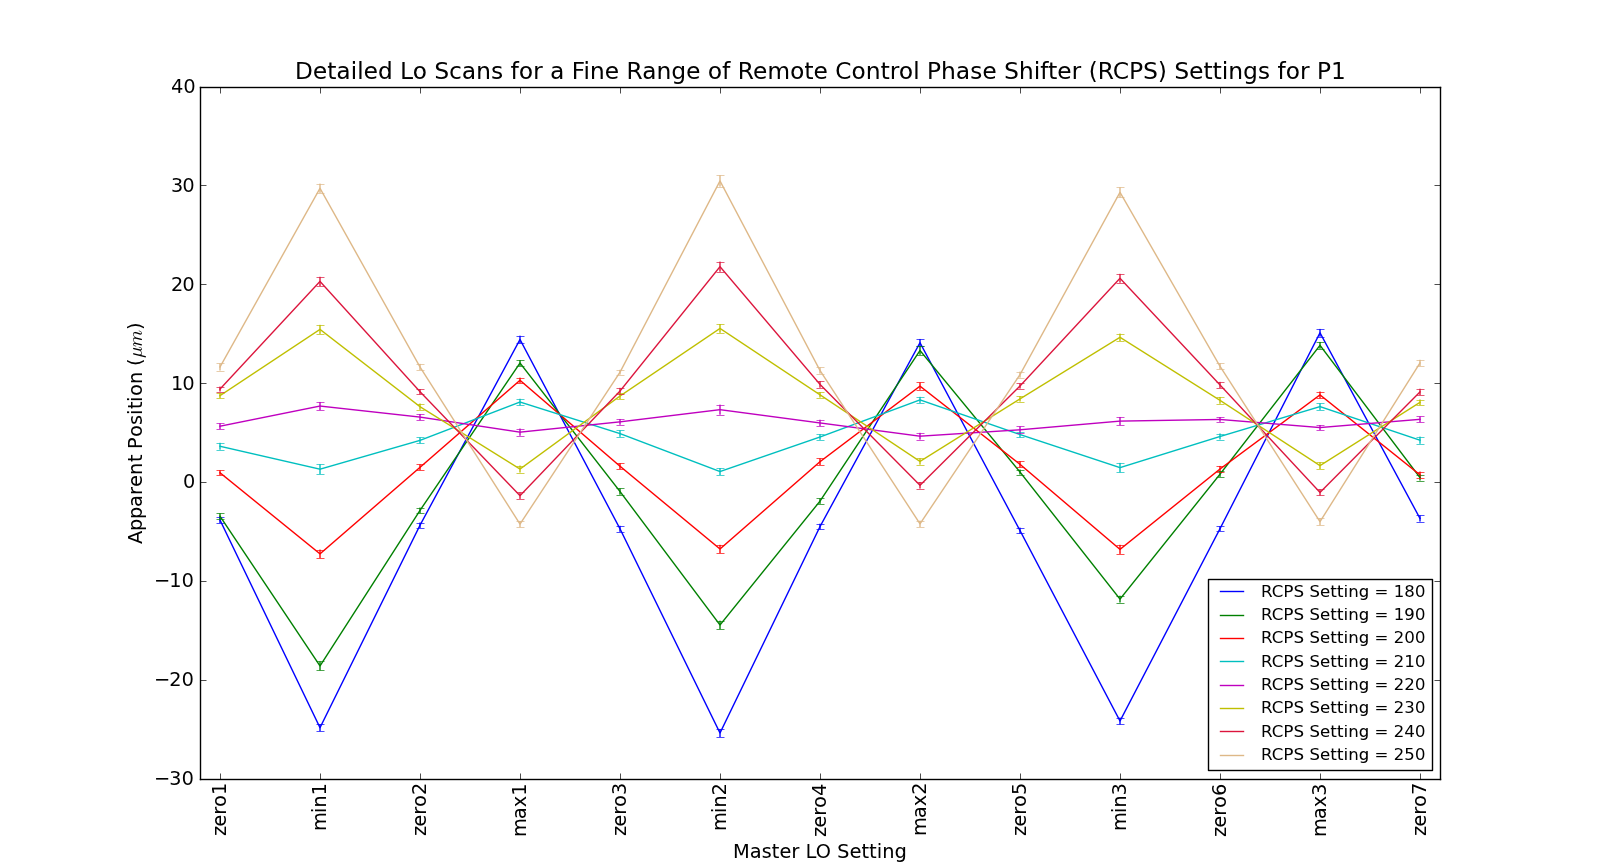 Detailed Lo Scans for a Fine Range of Remote Control Phase Shifter (RCPS) Settings for P1
40
30
20
10
0
−10
−20
−30
Apparent Position (μm)
zero1
min1
zero2
max1
zero3
min2
zero4
max2
zero5
min3
zero6
max3
zero7
Master LO Setting
RCPS Setting = 180
RCPS Setting = 190
RCPS Setting = 200
RCPS Setting = 210
RCPS Setting = 220
RCPS Setting = 230
RCPS Setting = 240
RCPS Setting = 250